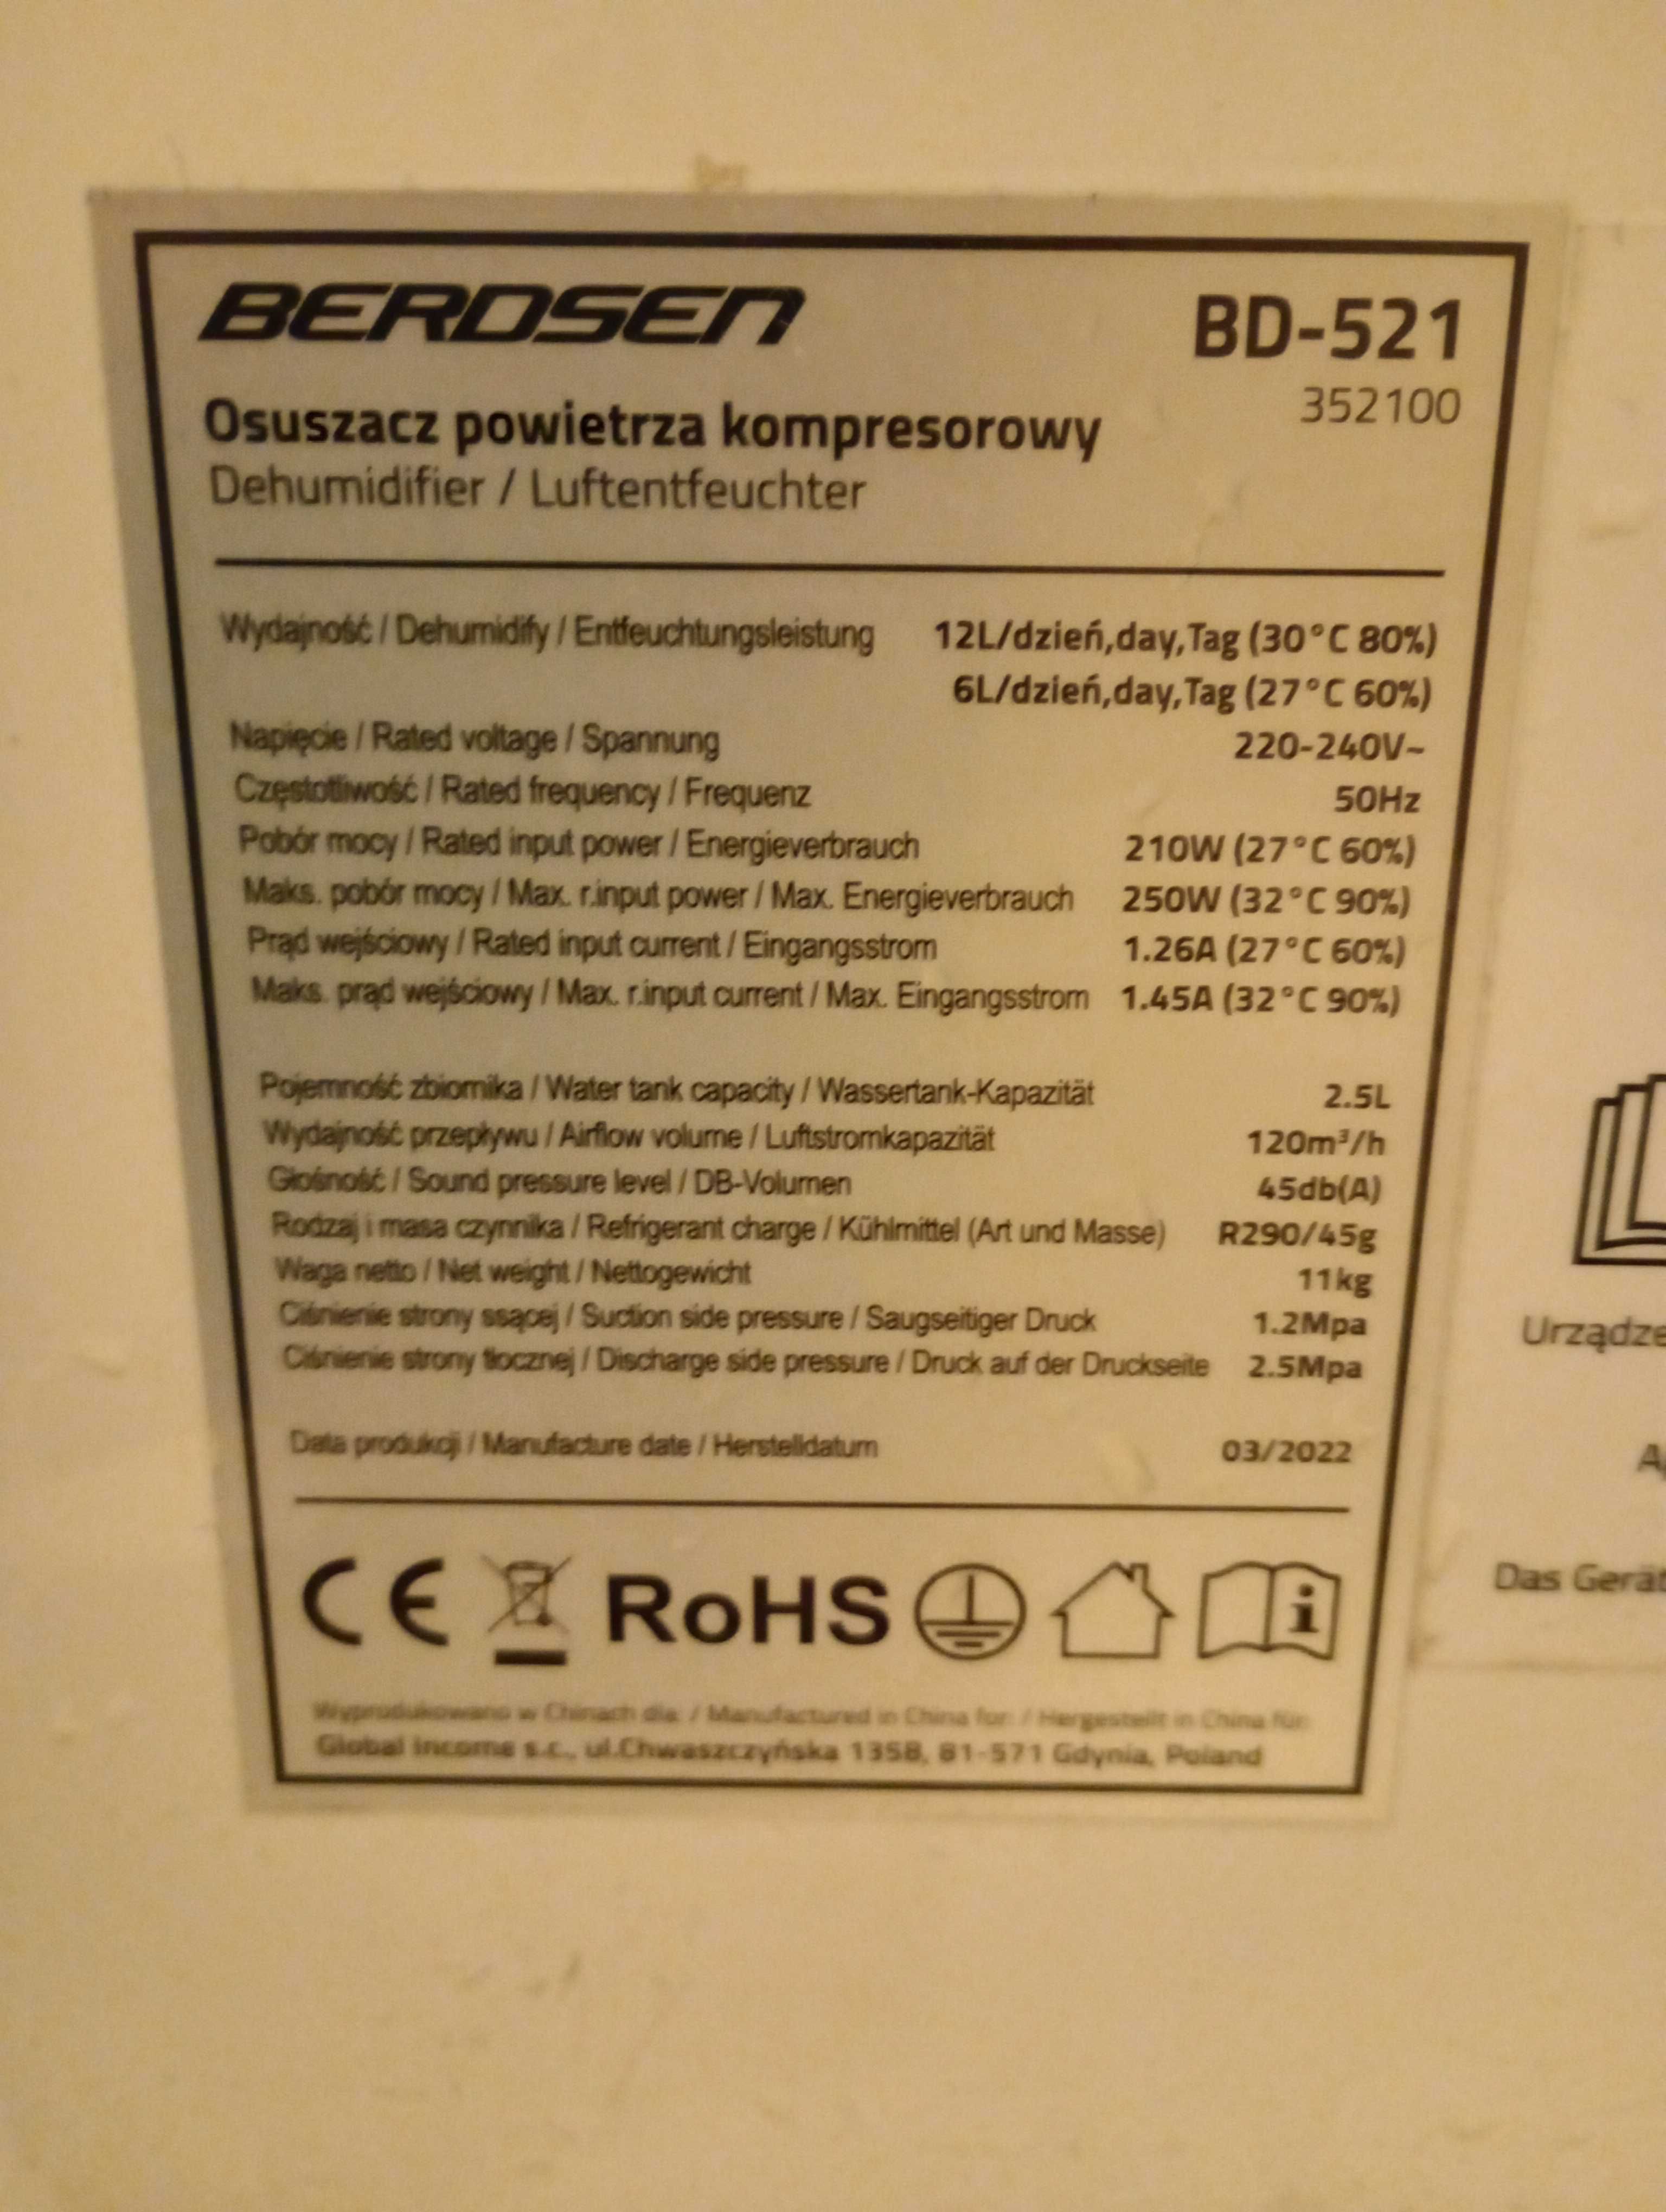 BERDSEN BD-521
352100
Osuszacz powietrza kompresorowy
Dehumidifier / Luftentfeuchter
Wydajność / Dehumidify / Entfeuchtungsleistung 12L/dzień,day,Tag (30°C 80%)
6L/dzień,day,Tag (27°C 60%)
Napięcie / Rated voltage / Spannung 220-240V~
Częstotliwość / Rated frequency / Frequenz 50Hz
Pobór mocy / Rated input power / Energieverbrauch 210W (27°C 60%)
Maks. pobór mocy / Max. r.input power / Max. Energieverbrauch 250W (32°C 90%)
Prąd wejściowy / Rated input current / Eingangsstrom 1.26A (27°C 60%)
Maks. prąd wejściowy / Max. r.input current / Max. Eingangsstrom 1.45A (32°C 90%)
Pojemność zbiornika / Water tank capacity / Wassertank-Kapazität 2.5L
Wydajność przepływu / Airflow volume / Luftstromkapazität 120m³/h
Głośność / Sound pressure level / DB-Volumen 45db(A)
Rodzaj i masa czynnika / Refrigerant charge / Kühlmittel (Art und Masse) R290/45g
Waga netto / Net weight / Nettogewicht 11kg
Ciśnienie strony ssącej / Suction side pressure / Saugseitiger Druck 1.2Mpa
Ciśnienie strony tłocznej / Discharge side pressure / Druck auf der Druckseite 2.5Mpa
Data produkcji / Manufacture date / Herstelldatum 03/2022
CE RoHS i
Wyprodukowano w Chinach dla: / Manufactured in China for: / Hergestellt in China für:
Global Income s.c., ul.Chwaszczyńska 135B, 81-571 Gdynia, Poland
Das